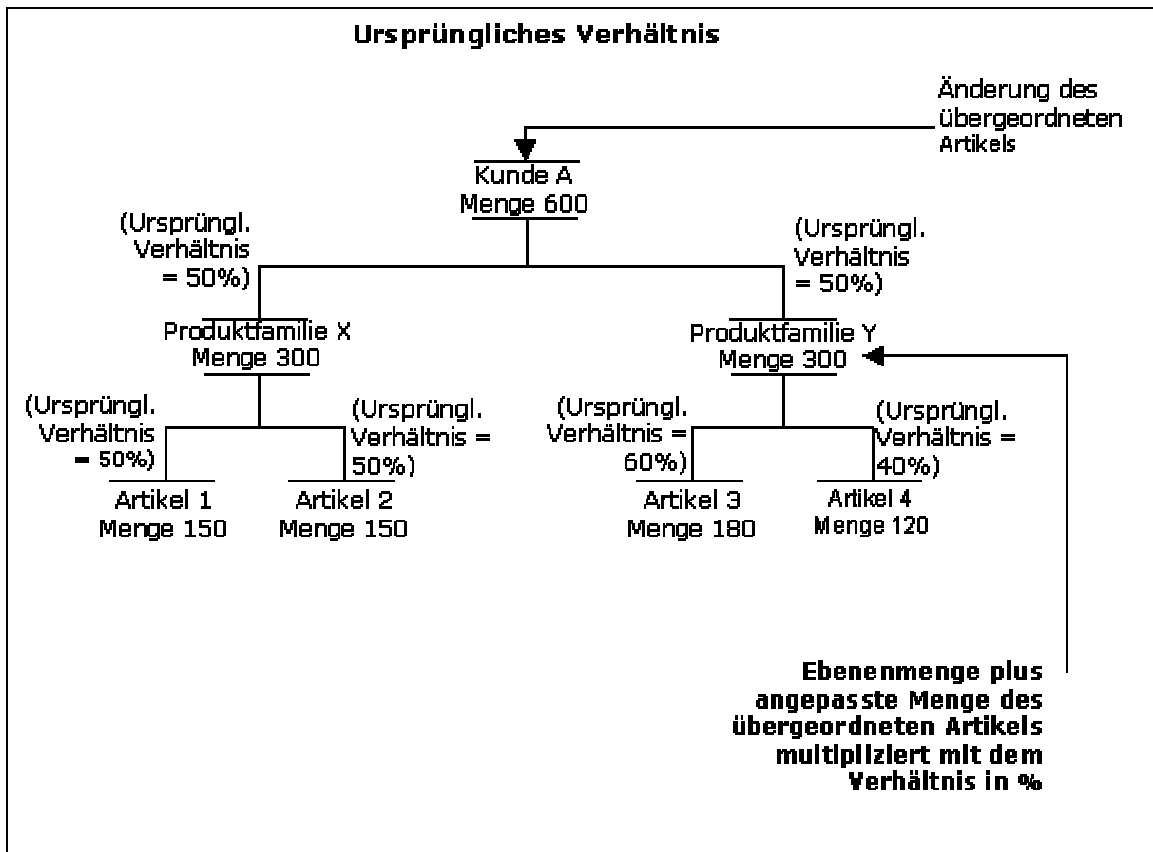 Ursprüngliches Verhältnis
Änderung des
übergeordneten
Artikels
Kunde A
Menge 600
(Ursprüngl.
Verhältnis
= 50%)
(Ursprüngl.
Verhältnis
= 50%)
Produktfamilie X
Menge 300
Produktfamilie Y
Menge 300
(Ursprüngl.
Verhältnis
= 50%)
(Ursprüngl.
Verhältnis =
50%)
(Ursprüngl.
Verhältnis =
60%)
(Ursprüngl.
Verhältnis =
40%)
Artikel 1
Menge 150
Artikel 2
Menge 150
Artikel 3
Menge 180
Artikel 4
Menge 120
Ebenenmenge plus
angepasste Menge des
übergeordneten Artikels
multipliziert mit dem
Verhältnis in %